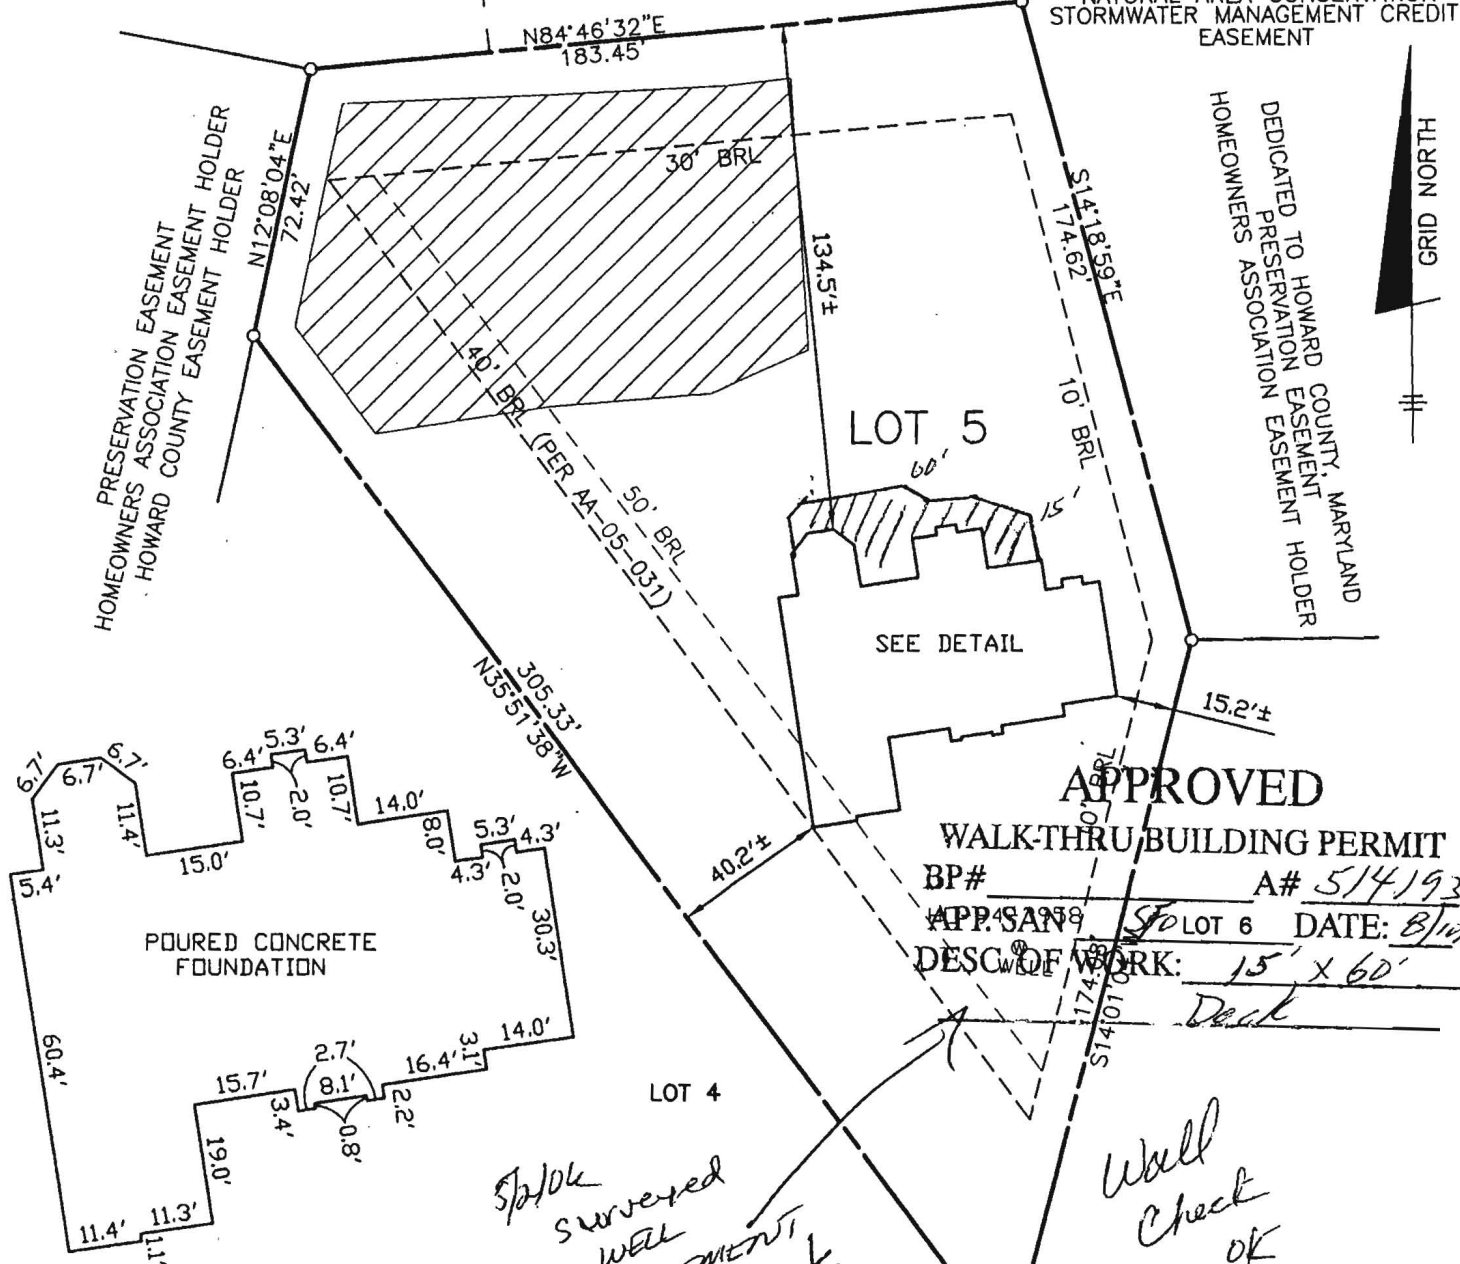 STORMWATER MANAGEMENT CREDIT
EASEMENT
N84°46'32"E
183.45'
GRID NORTH
DEDICATED TO HOWARD COUNTY, MARYLAND
PRESERVATION EASEMENT
HOMEOWNERS ASSOCIATION EASEMENT HOLDER
PRESERVATION EASEMENT
HOMEOWNERS ASSOCIATION EASEMENT HOLDER
HOWARD COUNTY EASEMENT HOLDER
N12°08'04"E
72.42'
30' BRL
S14°18'59"E
174.62'
134.5'±
10' BRL
40' BRL (PER AA-05-031)
50' BRL
LOT 5
60'
15'
SEE DETAIL
305.33'
N35°51'38"W
15.2'±
40.2'±
BRL
APPROVED
WALK-THRU BUILDING PERMIT
BP# A# 514193
APP. SAN LOT 6 DATE:
DESC. OF WORK: 15' x 60'
Deck
WELL
6.7'
6.7'
6.7'
11.3'
11.4'
5.4'
15.0'
6.4'
5.3'
6.4'
10.7'
2.0'
10.7'
14.0'
8.0'
5.3'
4.3'
4.3'
2.0'
30.3'
POURED CONCRETE
FOUNDATION
60.4'
14.0'
3.1'
16.4'
2.2'
2.7'
8.1'
0.8'
3.4'
15.7'
19.0'
11.3'
11.4'
1.1'
LOT 4
surveyed
WELL
Wall
Check
OK